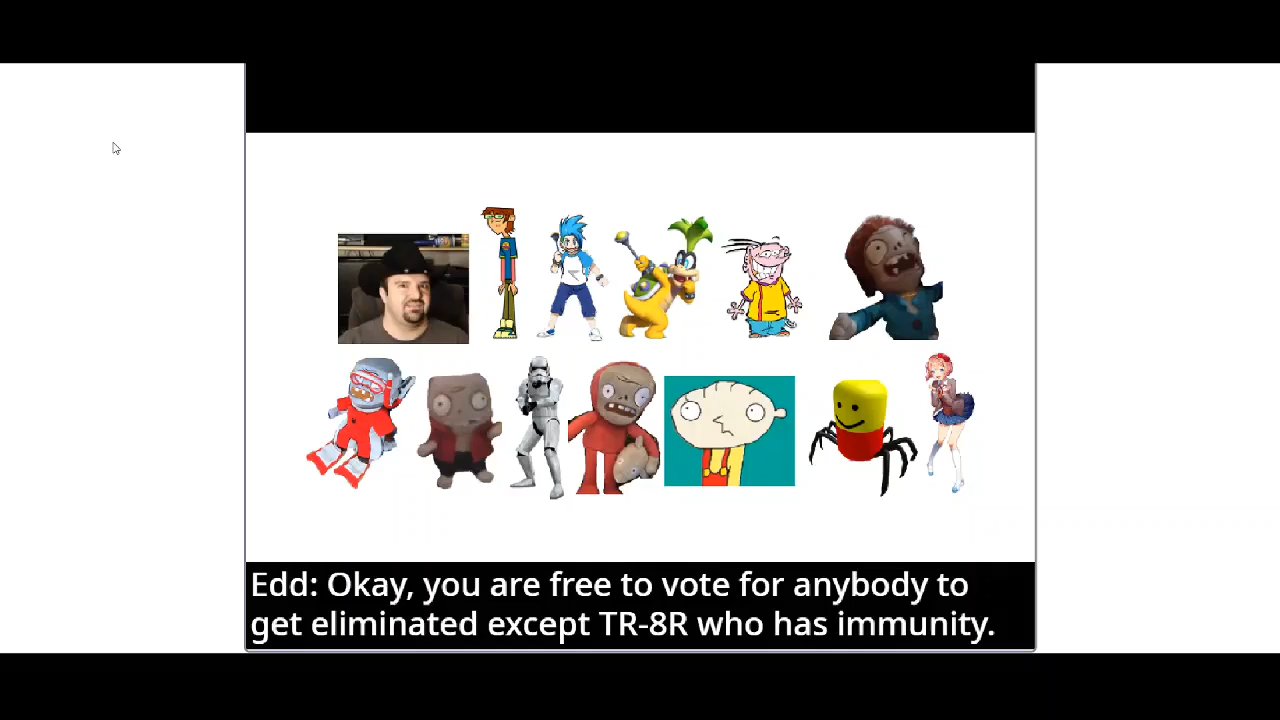 Edd: Okay, you are free to vote for anybody to
get eliminated except TR-8R who has immunity.